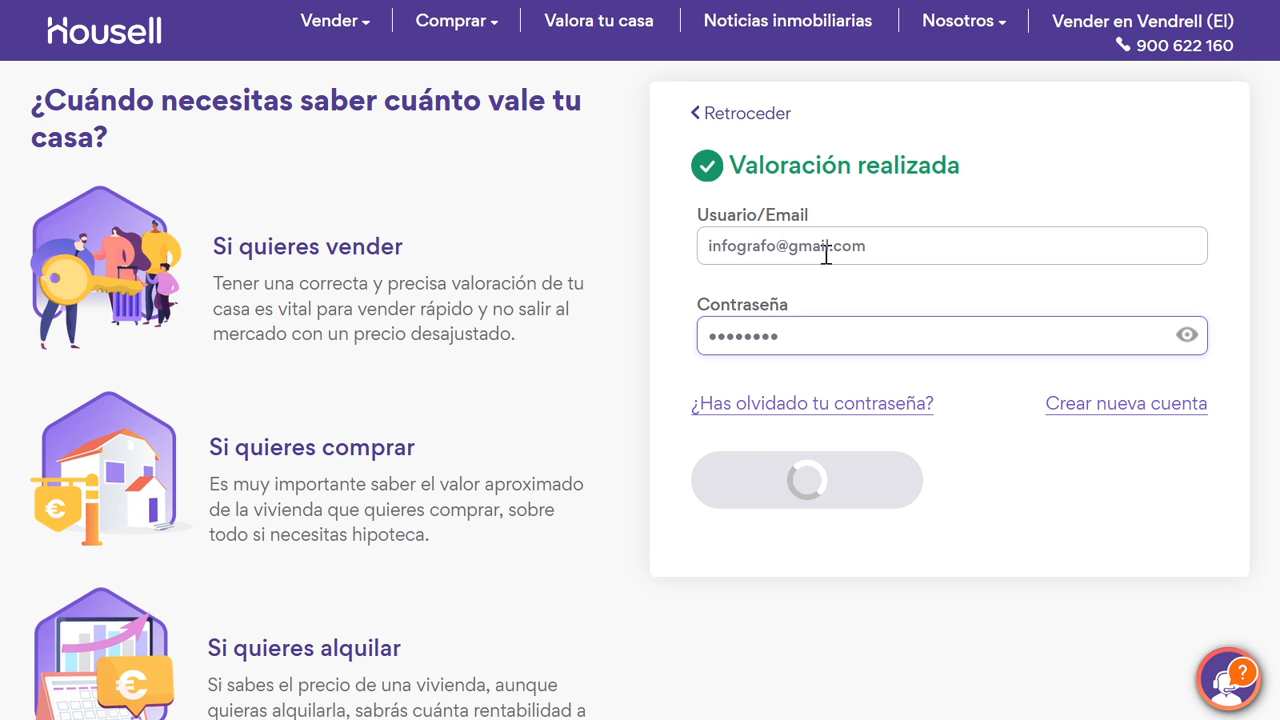 Housell
Vender
Comprar
Valora tu casa
Noticias inmobiliarias
Nosotros
Vender en Vendrell (El)
900 622 160
¿Cuándo necesitas saber cuánto vale tu
casa?
Si quieres vender
Tener una correcta y precisa valoración de tu
casa es vital para vender rápido y no salir al
mercado con un precio desajustado.
€
Si quieres comprar
Es muy importante saber el valor aproximado
de la vivienda que quieres comprar, sobre
todo si necesitas hipoteca.
€
Si quieres alquilar
Si sabes el precio de una vivienda, aunque
quieras alquilarla, sabrás cuánta rentabilidad a
Retroceder
Valoración realizada
Usuario/Email
infografo@gmail.com
Contraseña
••••••••
¿Has olvidado tu contraseña?
Crear nueva cuenta
?